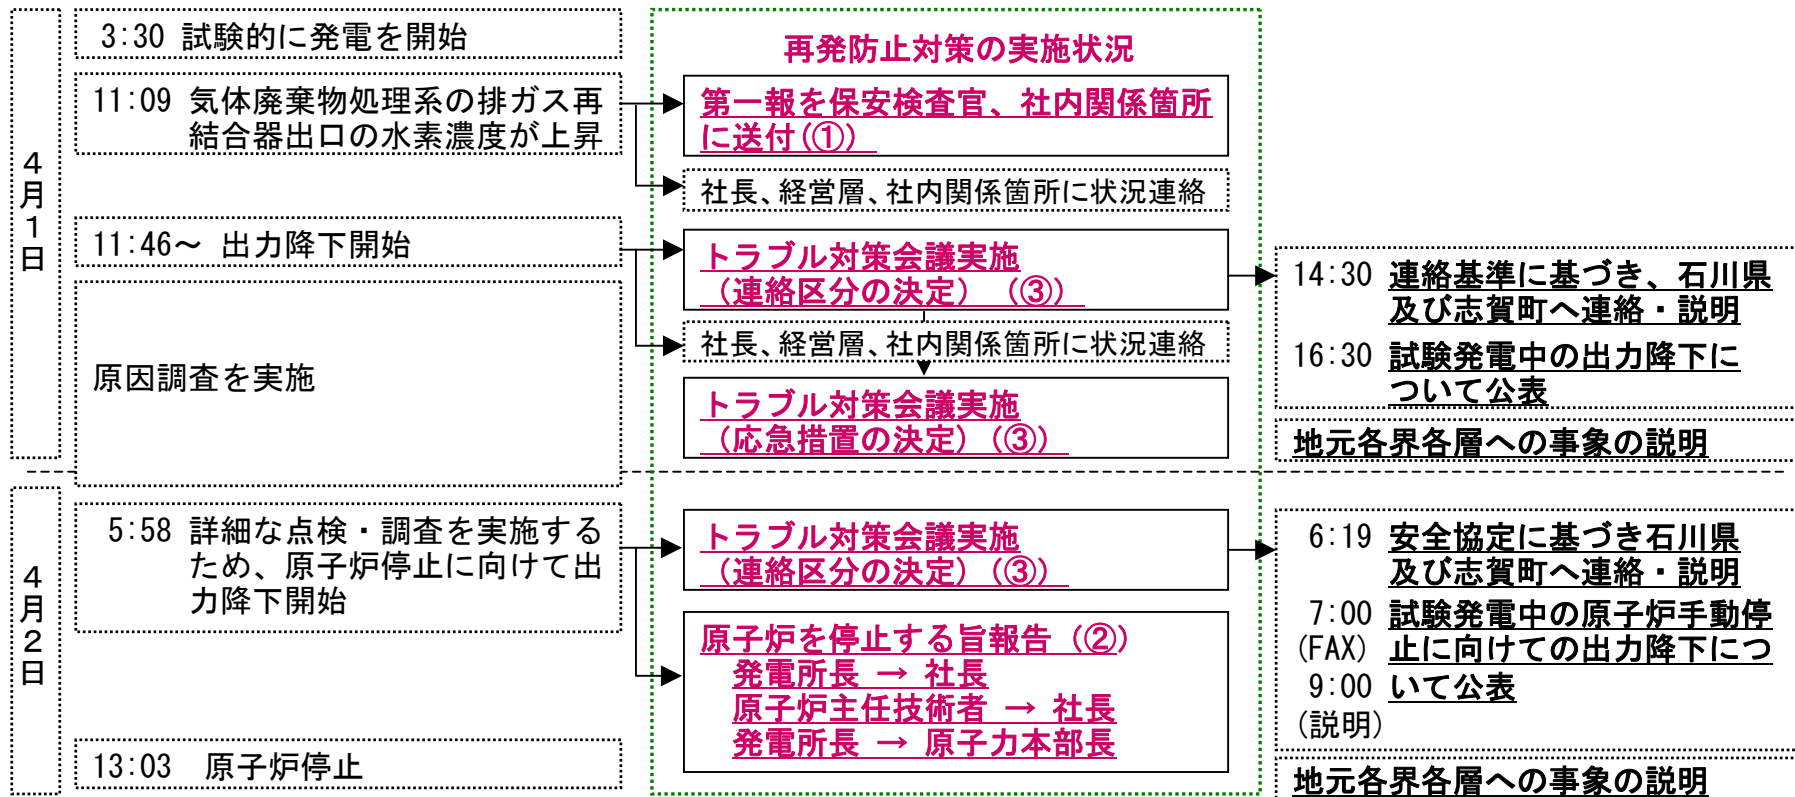 4月1日
3:30 試験的に発電を開始
11:09 気体廃棄物処理系の排ガス再
結合器出口の水素濃度が上昇
11:46～ 出力降下開始
原因調査を実施
再発防止対策の実施状況
第一報を保安検査官、社内関係箇所
に送付(①)
社長、経営層、社内関係箇所に状況連絡
トラブル対策会議実施
（連絡区分の決定）（③）
社長、経営層、社内関係箇所に状況連絡
トラブル対策会議実施
（応急措置の決定）（③）
14:30 連絡基準に基づき、石川県
及び志賀町へ連絡・説明
16:30 試験発電中の出力降下に
ついて公表
地元各界各層への事象の説明
4月2日
5:58 詳細な点検・調査を実施する
ため、原子炉停止に向けて出
力降下開始
13:03 原子炉停止
トラブル対策会議実施
（連絡区分の決定）（③）
原子炉を停止する旨報告（②）
発電所長 → 社長
原子炉主任技術者 → 社長
発電所長 → 原子力本部長
6:19 安全協定に基づき石川県
及び志賀町へ連絡・説明
7:00 試験発電中の原子炉手動停
(FAX) 止に向けての出力降下につ
9:00 いて公表
(説明)
地元各界各層への事象の説明